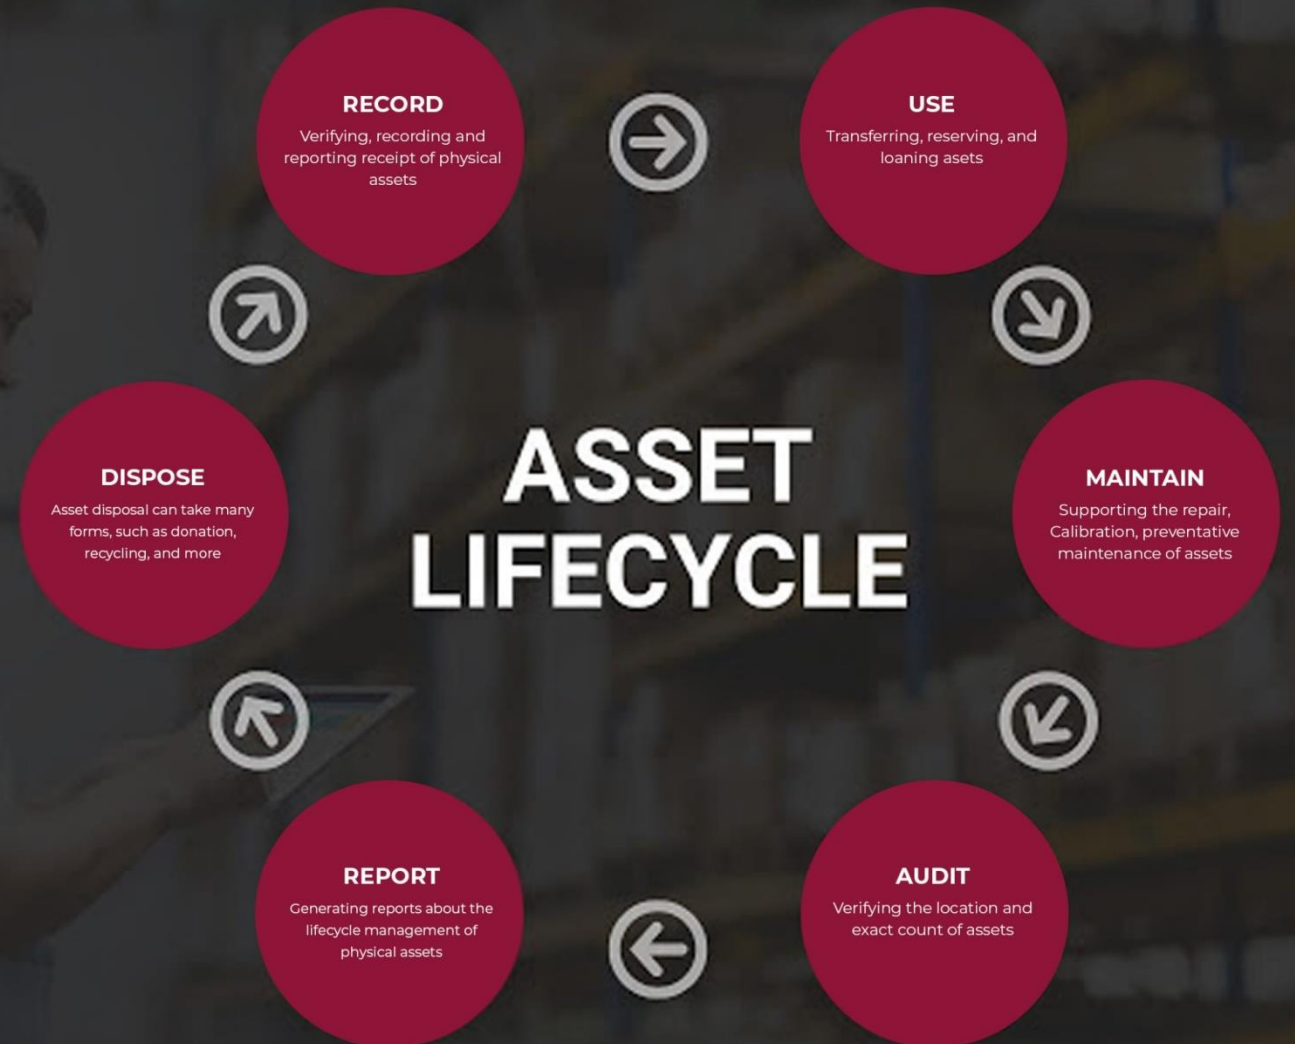 RECORD
Verifying, recording and
reporting receipt of physical
assets
USE
Transferring, reserving, and
loaning asets
DISPOSE
Asset disposal can take many
forms, such as donation,
recycling, and more
ASSET
LIFECYCLE
MAINTAIN
Supporting the repair,
Calibration, preventative
maintenance of assets
REPORT
Generating reports about the
lifecycle management of
physical assets
AUDIT
Verifying the location and
exact count of assets